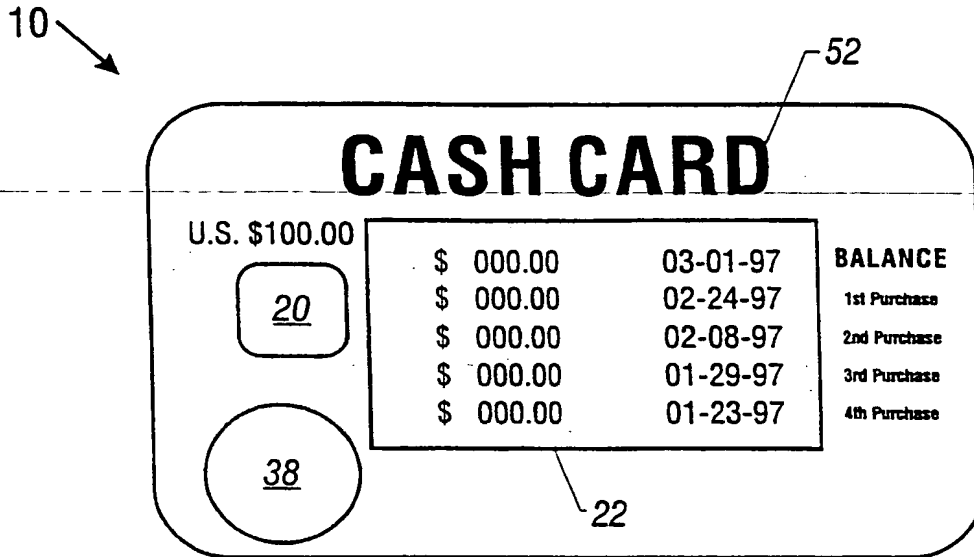 10
52
CASH CARD
U.S. $100.00
$ 000.00 03-01-97 BALANCE
20
$ 000.00 02-24-97 1st Purchase
$ 000.00 02-08-97 2nd Purchase
$ 000.00 01-29-97 3rd Purchase
$ 000.00 01-23-97 4th Purchase
38
22